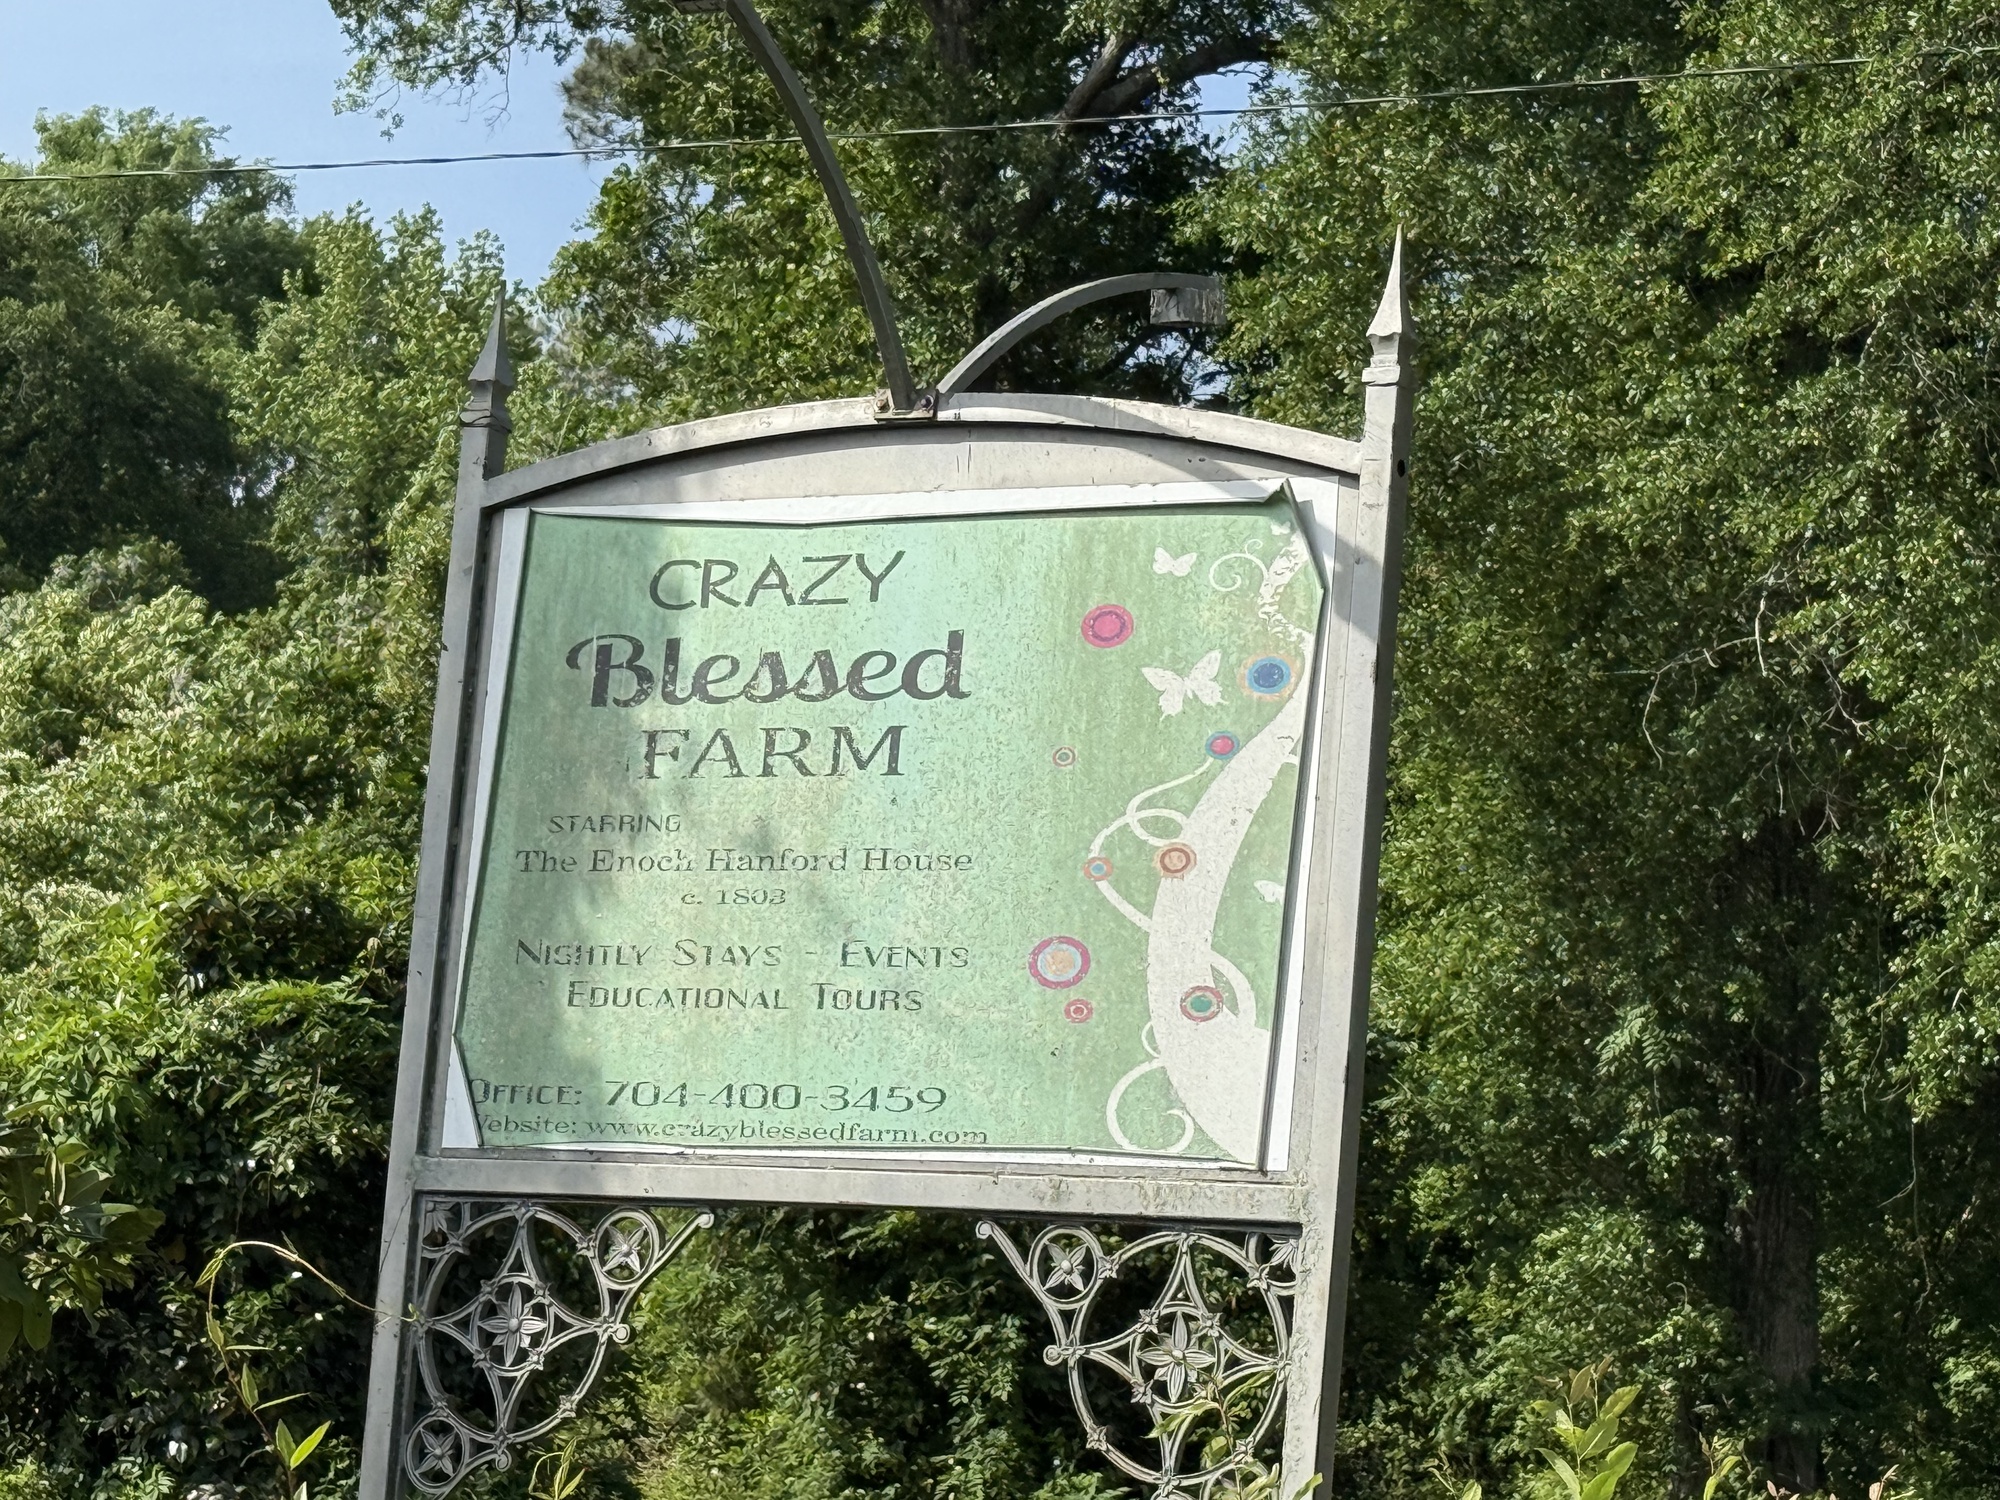 CRAZY
Blessed
FARM
STARRING
The Enoch Hanford House
c. 1803
NIGHTLY STAYS - EVENTS
EDUCATIONAL TOURS
OFFICE: 704-400-3459
Website: www.crazyblessedfarm.com